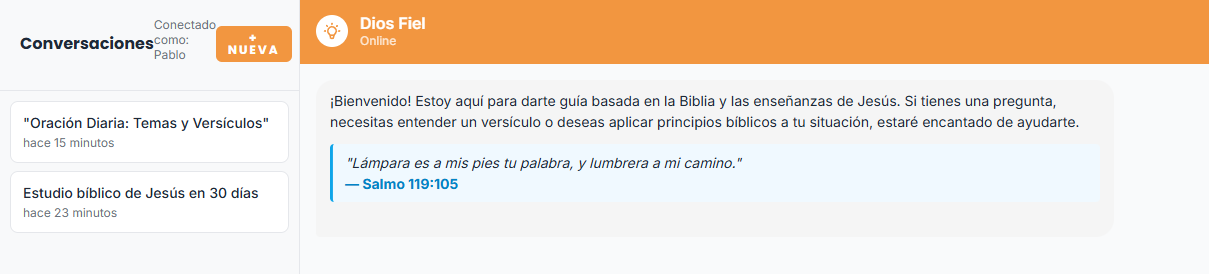 Conversaciones
Conectado
como:
Pablo
+
NUEVA
"Oración Diaria: Temas y Versículos"
hace 15 minutos
Estudio bíblico de Jesús en 30 días
hace 23 minutos
Dios Fiel
Online
¡Bienvenido! Estoy aquí para darte guía basada en la Biblia y las enseñanzas de Jesús. Si tienes una pregunta,
necesitas entender un versículo o deseas aplicar principios bíblicos a tu situación, estaré encantado de ayudarte.
"Lámpara es a mis pies tu palabra, y lumbrera a mi camino."
— Salmo 119:105